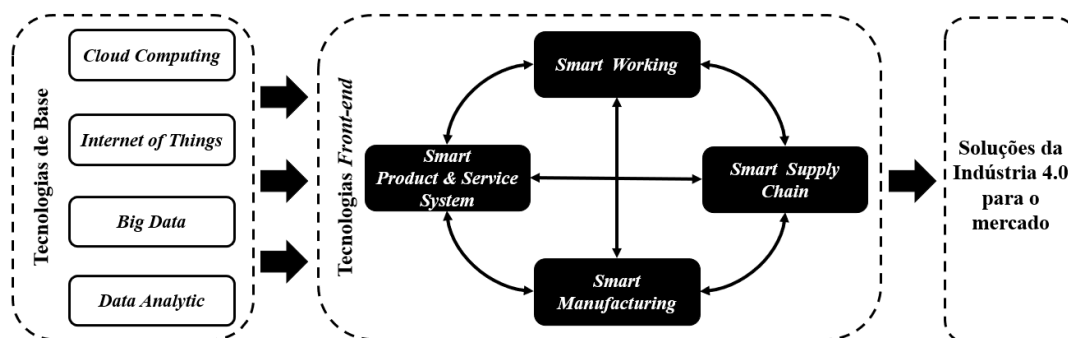 Tecnologias de Base
Cloud Computing
Internet of Things
Big Data
Data Analytic
Tecnologias Front-end
Smart Working
Smart
Product & Service
System
Smart Supply
Chain
Smart
Manufacturing
Soluções da
Indústria 4.0
para o
mercado